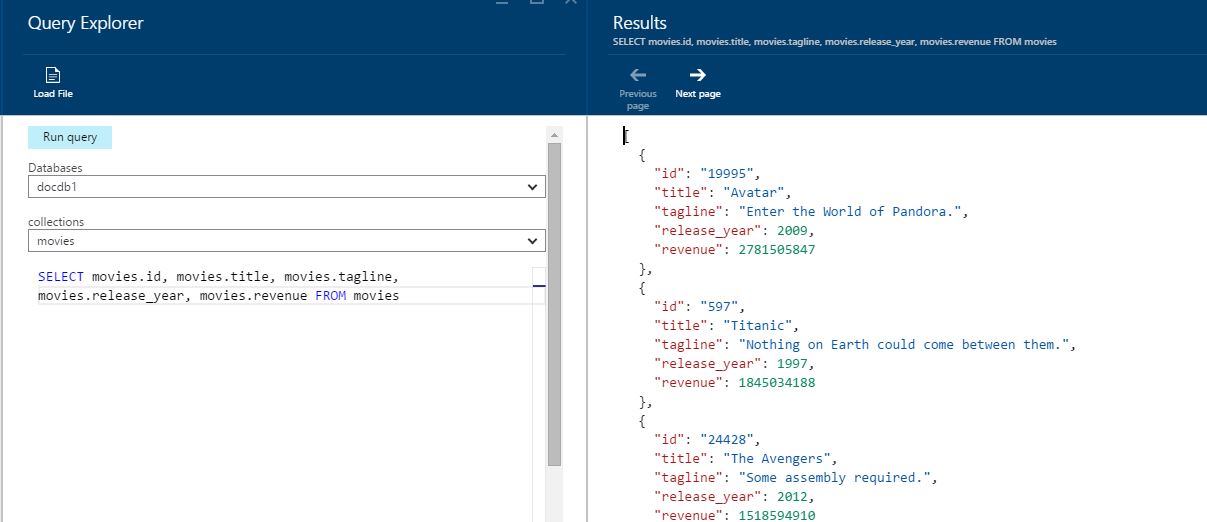 Query Explorer
Load File
Run query
Databases
docdb1
collections
movies
SELECT movies.id, movies.title, movies.tagline,
movies.release_year, movies.revenue FROM movies
Results
SELECT movies.id, movies.title, movies.tagline, movies.release_year, movies.revenue FROM movies
Previous
page
Next page
[
{
"id": "19995",
"title": "Avatar",
"tagline": "Enter the World of Pandora.",
"release_year": 2009,
"revenue": 2781505847
},
{
"id": "597",
"title": "Titanic",
"tagline": "Nothing on Earth could come between them.",
"release_year": 1997,
"revenue": 1845034188
},
{
"id": "24428",
"title": "The Avengers",
"tagline": "Some assembly required.",
"release_year": 2012,
"revenue": 1518594910